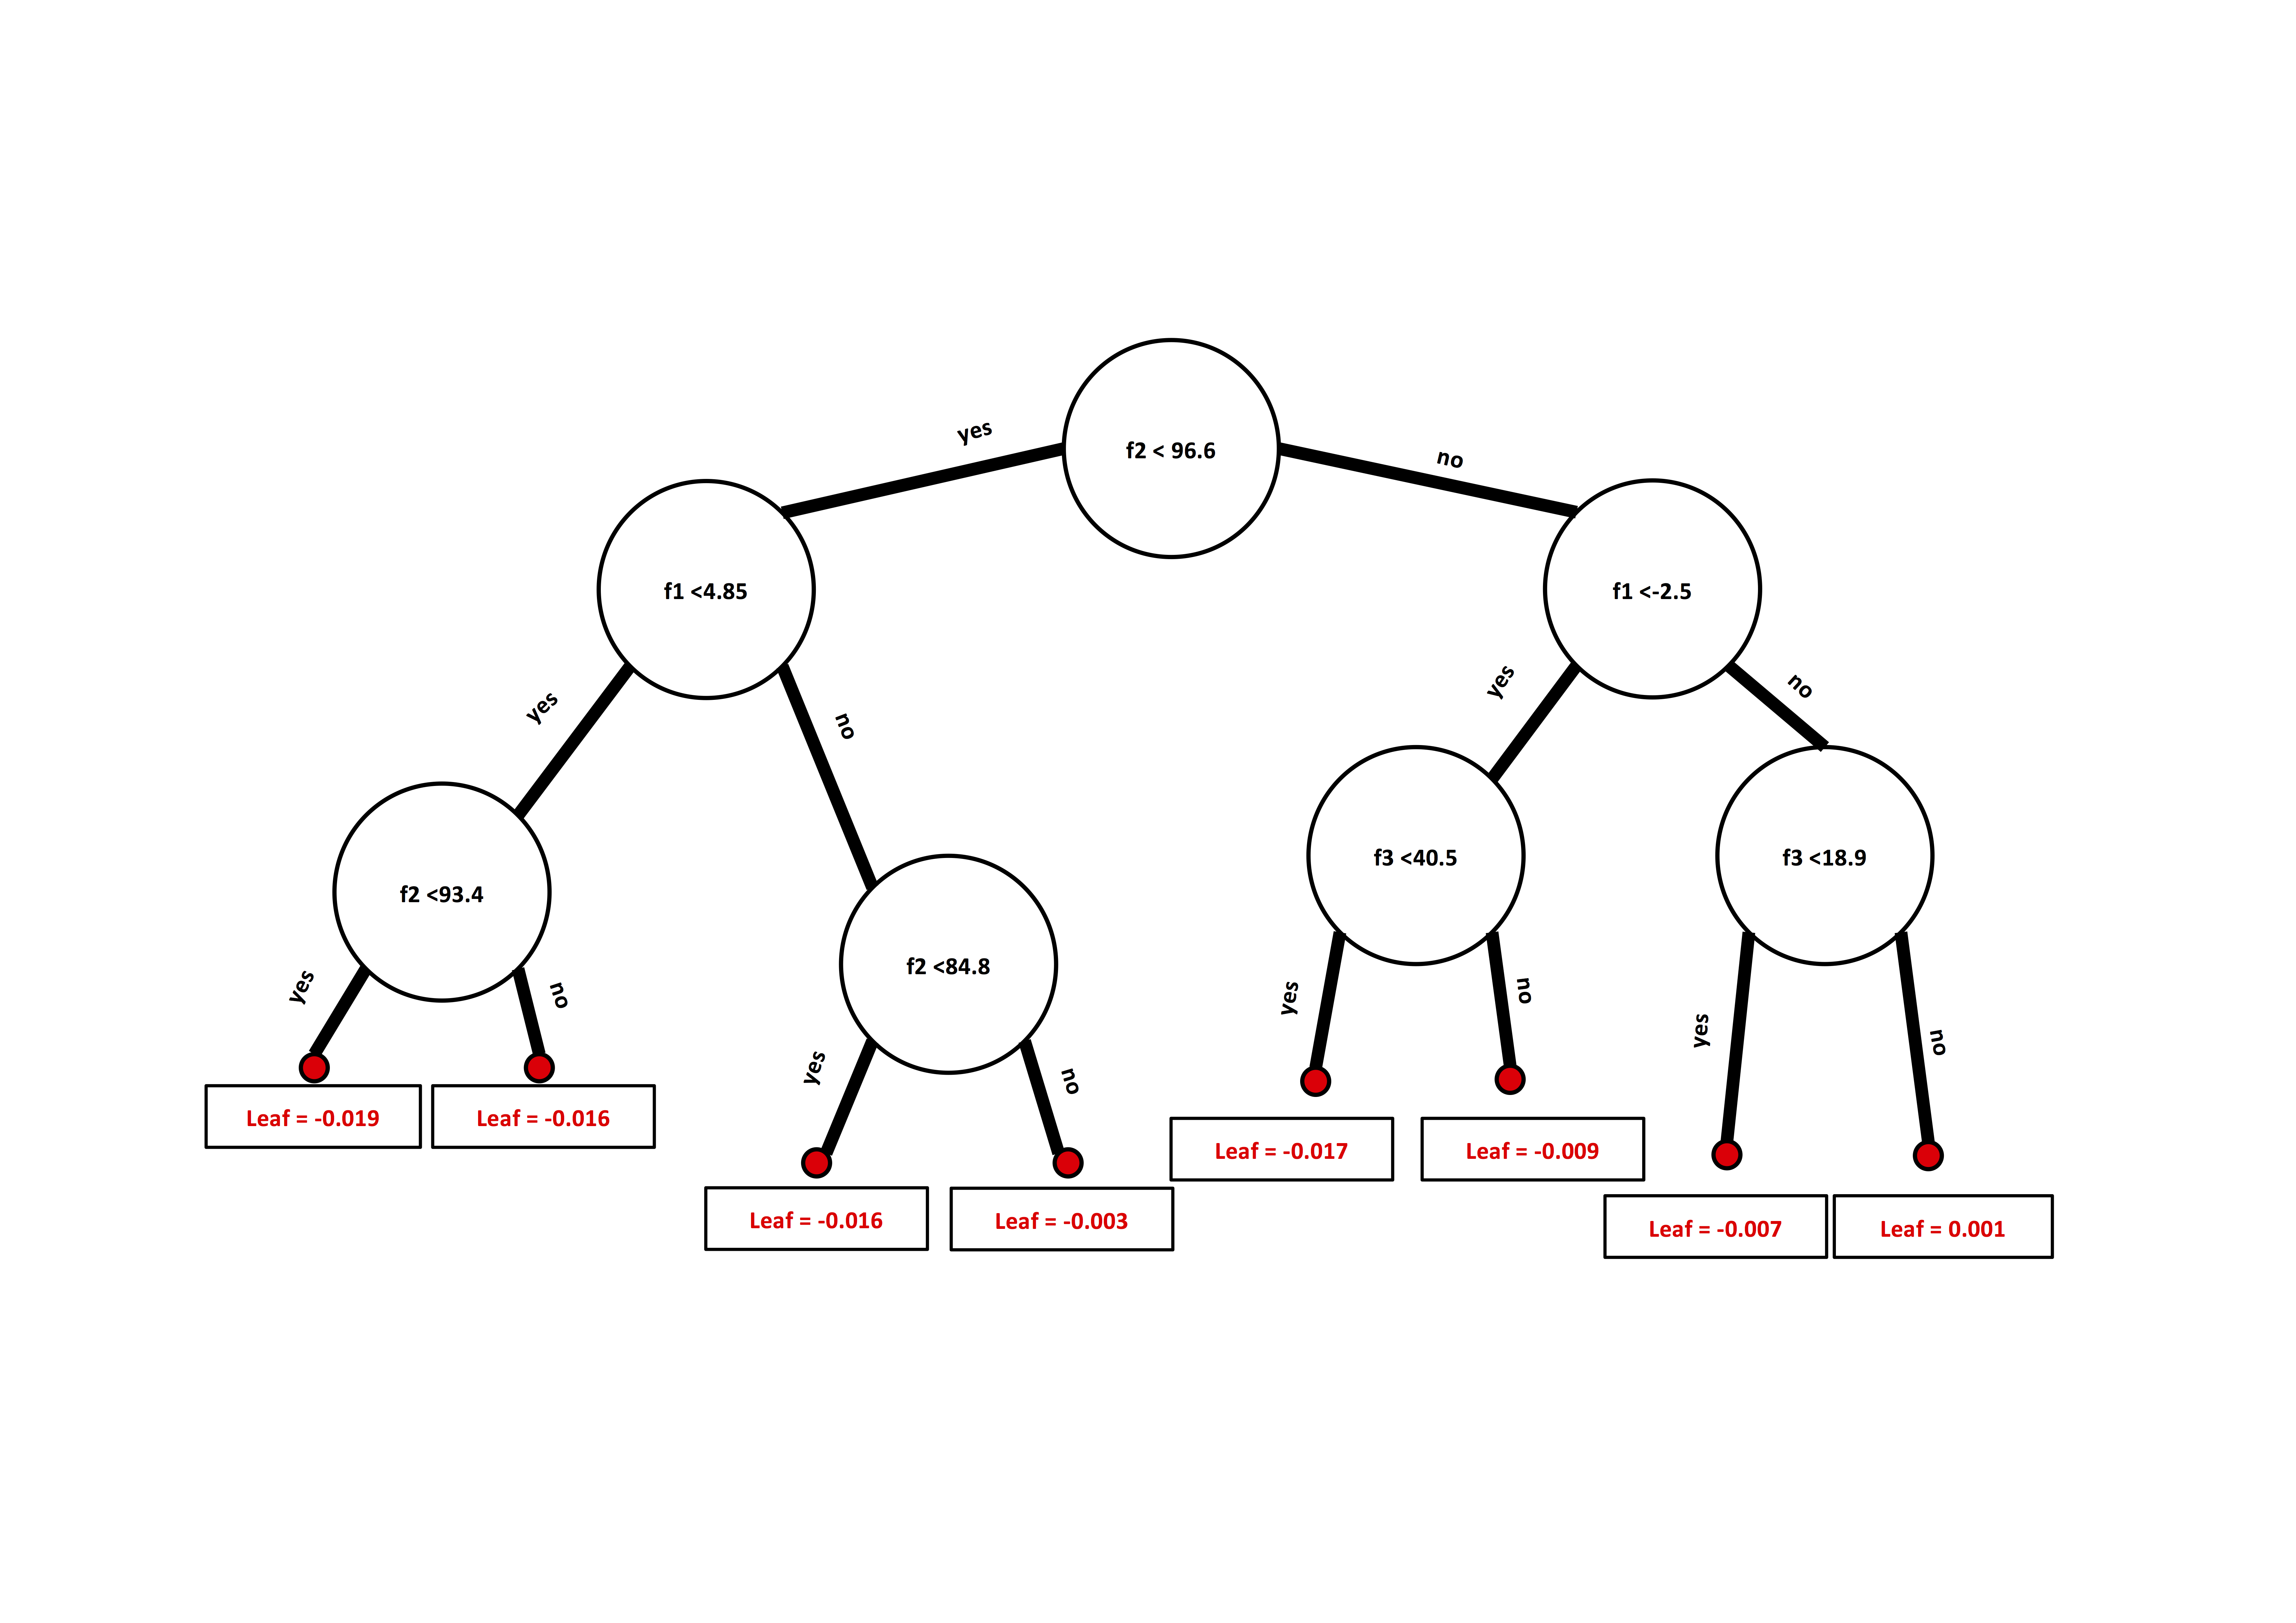 f2 < 96.6
yes
no
f1 <4.85
f1 <-2.5
yes
no
yes
no
f2 <93.4
f2 <84.8
f3 <40.5
f3 <18.9
yes
no
yes
no
yes
no
yes
no
Leaf = -0.019
Leaf = -0.016
Leaf = -0.016
Leaf = -0.003
Leaf = -0.017
Leaf = -0.009
Leaf = -0.007
Leaf = 0.001